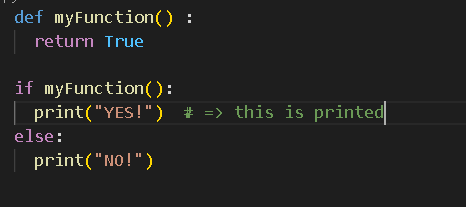 def myFunction() :
  return True

if myFunction():
  print("YES!")  # => this is printed
else:
  print("NO!")